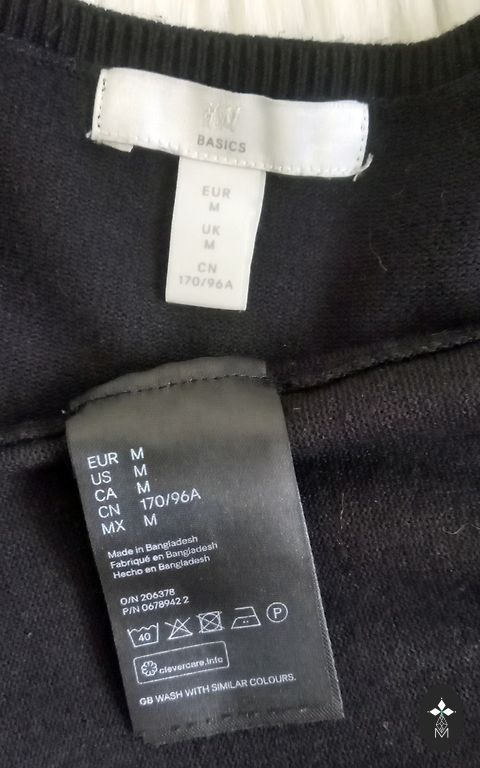 H&M
BASICS
EUR
M
UK
M
CN
170/96A
EUR M
US M
CA M
CN 170/96A
MX M
Made in Bangladesh
Fabriqué en Bangladesh
Hecho en Bangladesh
O/N 206378
P/N 0678942 2
40
P
clevercare.info
GB WASH WITH SIMILAR COLOURS.
M